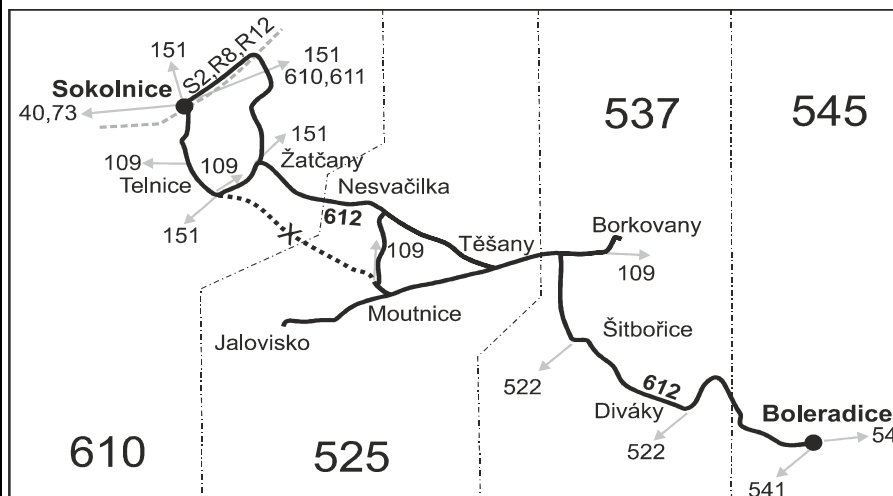 151
S2,R8,R12
151
610,611
Sokolnice
40,73
537
545
151
109
109
Žatčany
Telnice
Nesvačilka
612
151
X
109
Těšany
Borkovany
109
Moutnice
Jalovisko
Šitbořice
522
612
Diváky
Boleradice
54
610
525
522
541